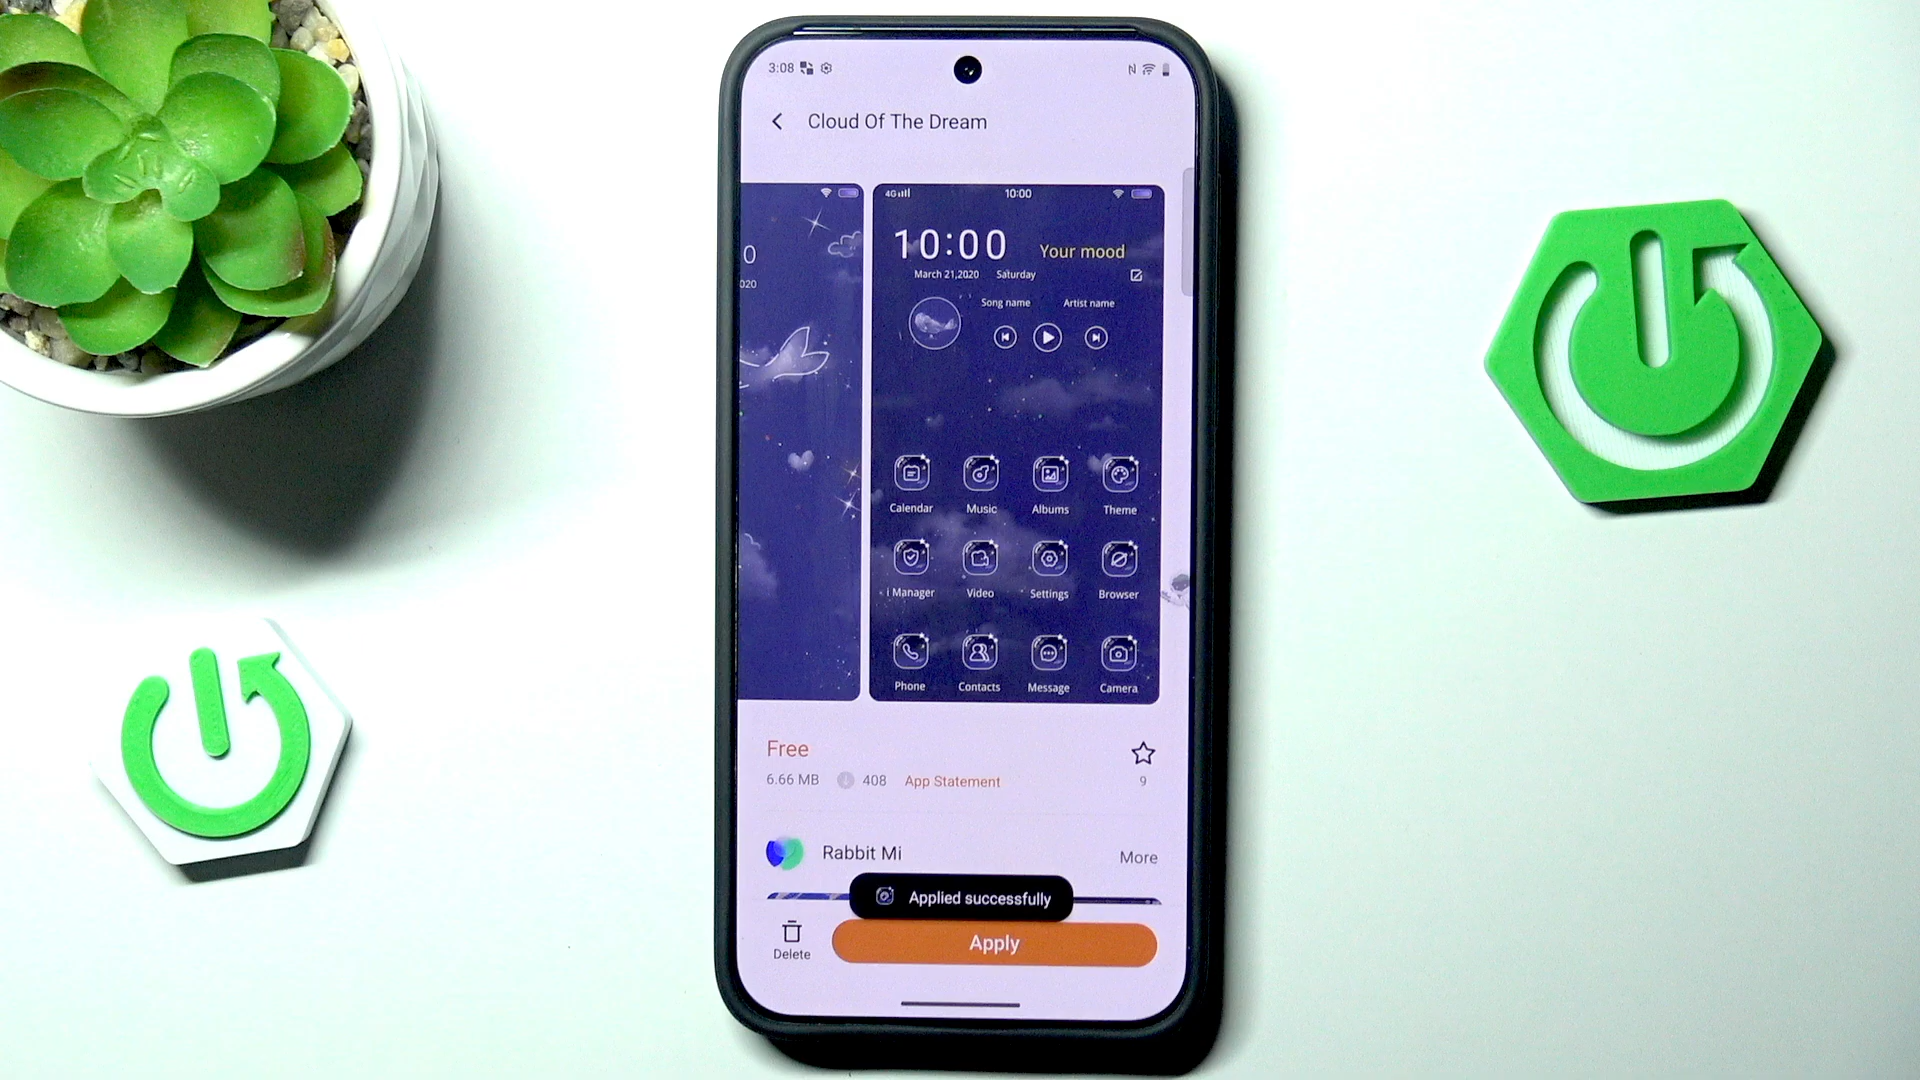 3:08
Cloud Of The Dream
0
020
4G
10:00
10:00
Your mood
March 21,2020 Saturday
Song name Artist name
Calendar Music Albums Theme
i Manager Video Settings Browser
Phone Contacts Message Camera
Free
6.66 MB 408 App Statement
9
Rabbit Mi
More
Applied successfully
Delete
Apply